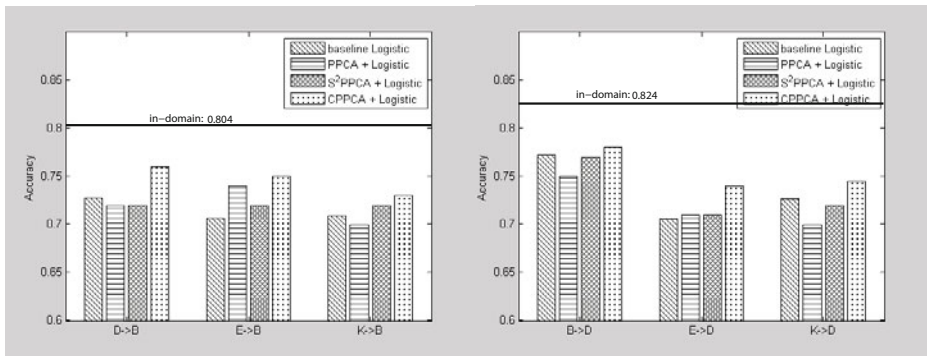 baseline Logistic
PPCA + Logistic
S²PPCA + Logistic
CPPCA + Logistic
in-domain: 0.804
Accuracy
0.85
0.8
0.75
0.7
0.65
0.6
D->B
E->B
K->B
baseline Logistic
PPCA + Logistic
S²PPCA + Logistic
CPPCA + Logistic
in-domain: 0.824
Accuracy
0.85
0.8
0.75
0.7
0.65
0.6
B->D
E->D
K->D